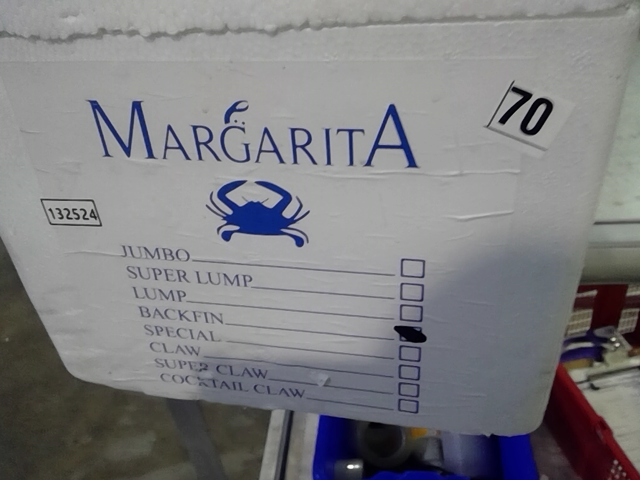 70
MARGARITA
132524
JUMBO
SUPER LUMP
LUMP
BACKFIN
SPECIAL
CLAW
SUPER CLAW
COCKTAIL CLAW